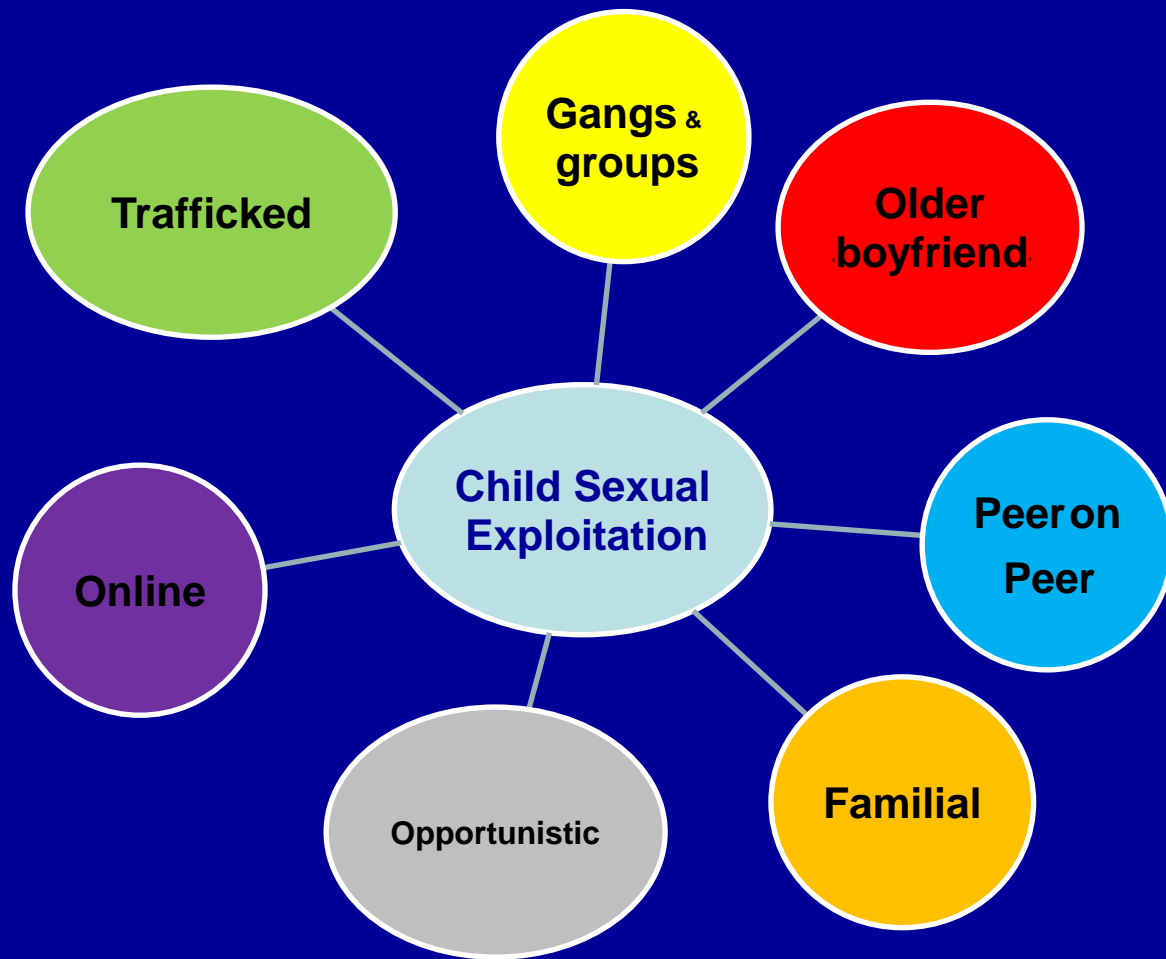 Gangs &
groups
Trafficked
Older
boyfriend
Child Sexual
Exploitation
Peer on
Peer
Online
Familial
Opportunistic